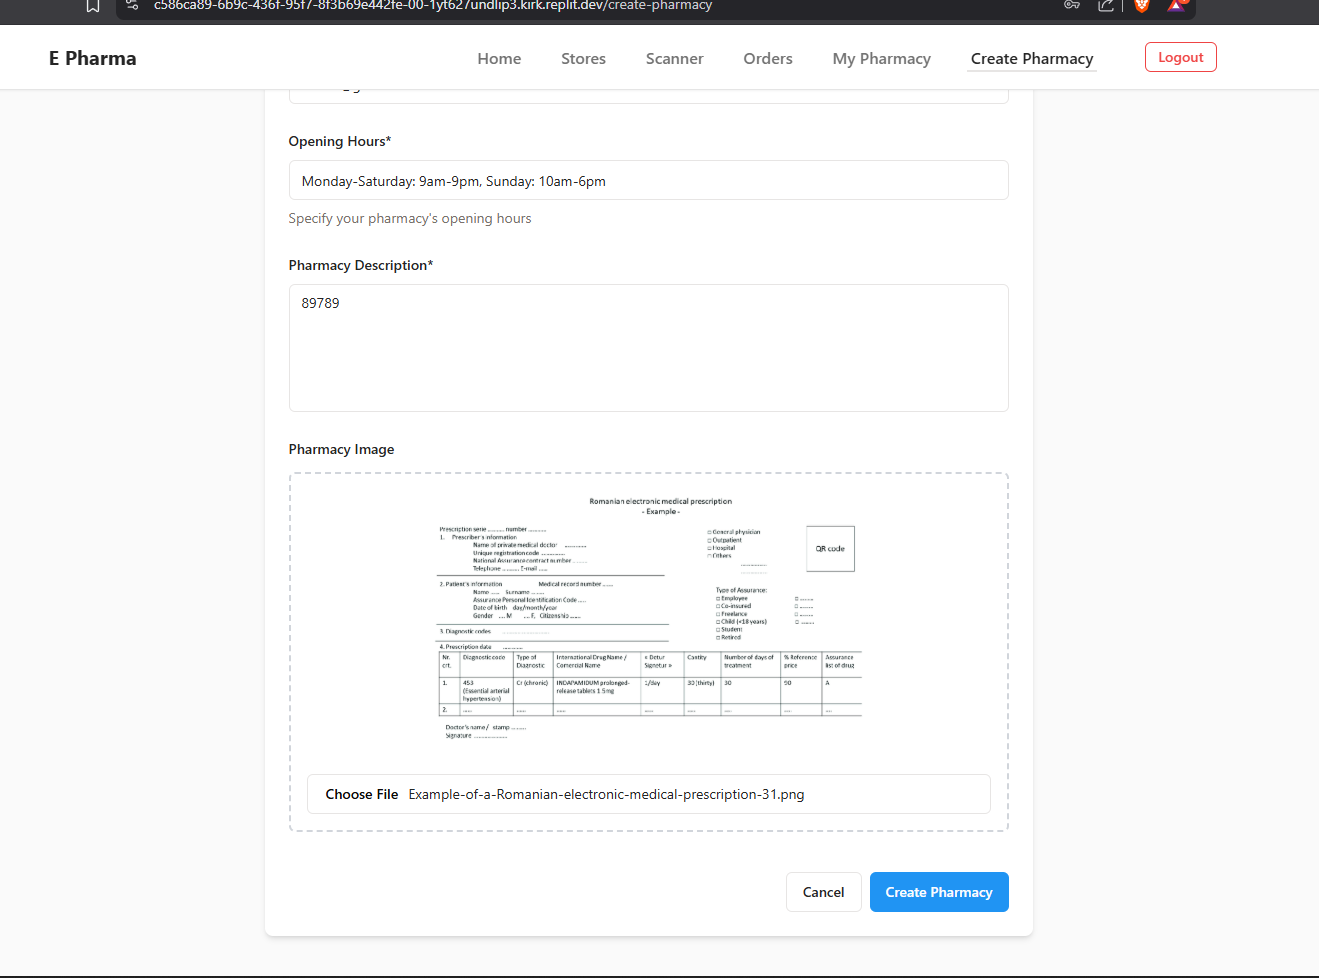 c586ca89-6b9c-436f-95f7-8f3b69e442fe-00-1yt627undlip3.kirk.replit.dev/create-pharmacy
E Pharma
Home
Stores
Scanner
Orders
My Pharmacy
Create Pharmacy
Logout
Opening Hours*
Monday-Saturday: 9am-9pm, Sunday: 10am-6pm
Specify your pharmacy's opening hours
Pharmacy Description*
89789
Pharmacy Image
Romanian electronic medical prescription
- Example -
Prescription serie .......... number ...........
1. Prescriber's information
Name of private medical doctor .............
Unique registration code ..............
National Assurance contract number .........
Telephone .......... E-mail ......
□ General physician
□ Outpatient
□ Hospital
□ Others
QR code
2. Patient's information Medical record number ......
Name ...... Surname ........
Assurance Personal Identification Code .....
Date of birth day/month/year
Gender ....M ....F, Citizenship ......
Type of Assurance:
□ Employee □ ........
□ Co-insured □ ........
□ Freelance □ ........
□ Child (<18 years) □ ........
□ Student
□ Retired
3. Diagnostic codes
4. Prescription date ............
Nr. crt. Diagnostic code Type of Diagnostic International Drug Name / Comercial Name « Detur Signetur » Cantity Number of days of treatment % Reference price Assurance list of drug
1. 453 (Essential arterial hypertension) Cr (chronic) INDAPAMIDUM prolonged-release tablets 1.5mg 1/day 30 (thirty) 30 90 A
2. ..... ..... ..... ..... ..... ..... ..... ....
Doctor's name / stamp ........
Signature ..................
Choose File Example-of-a-Romanian-electronic-medical-prescription-31.png
Cancel
Create Pharmacy